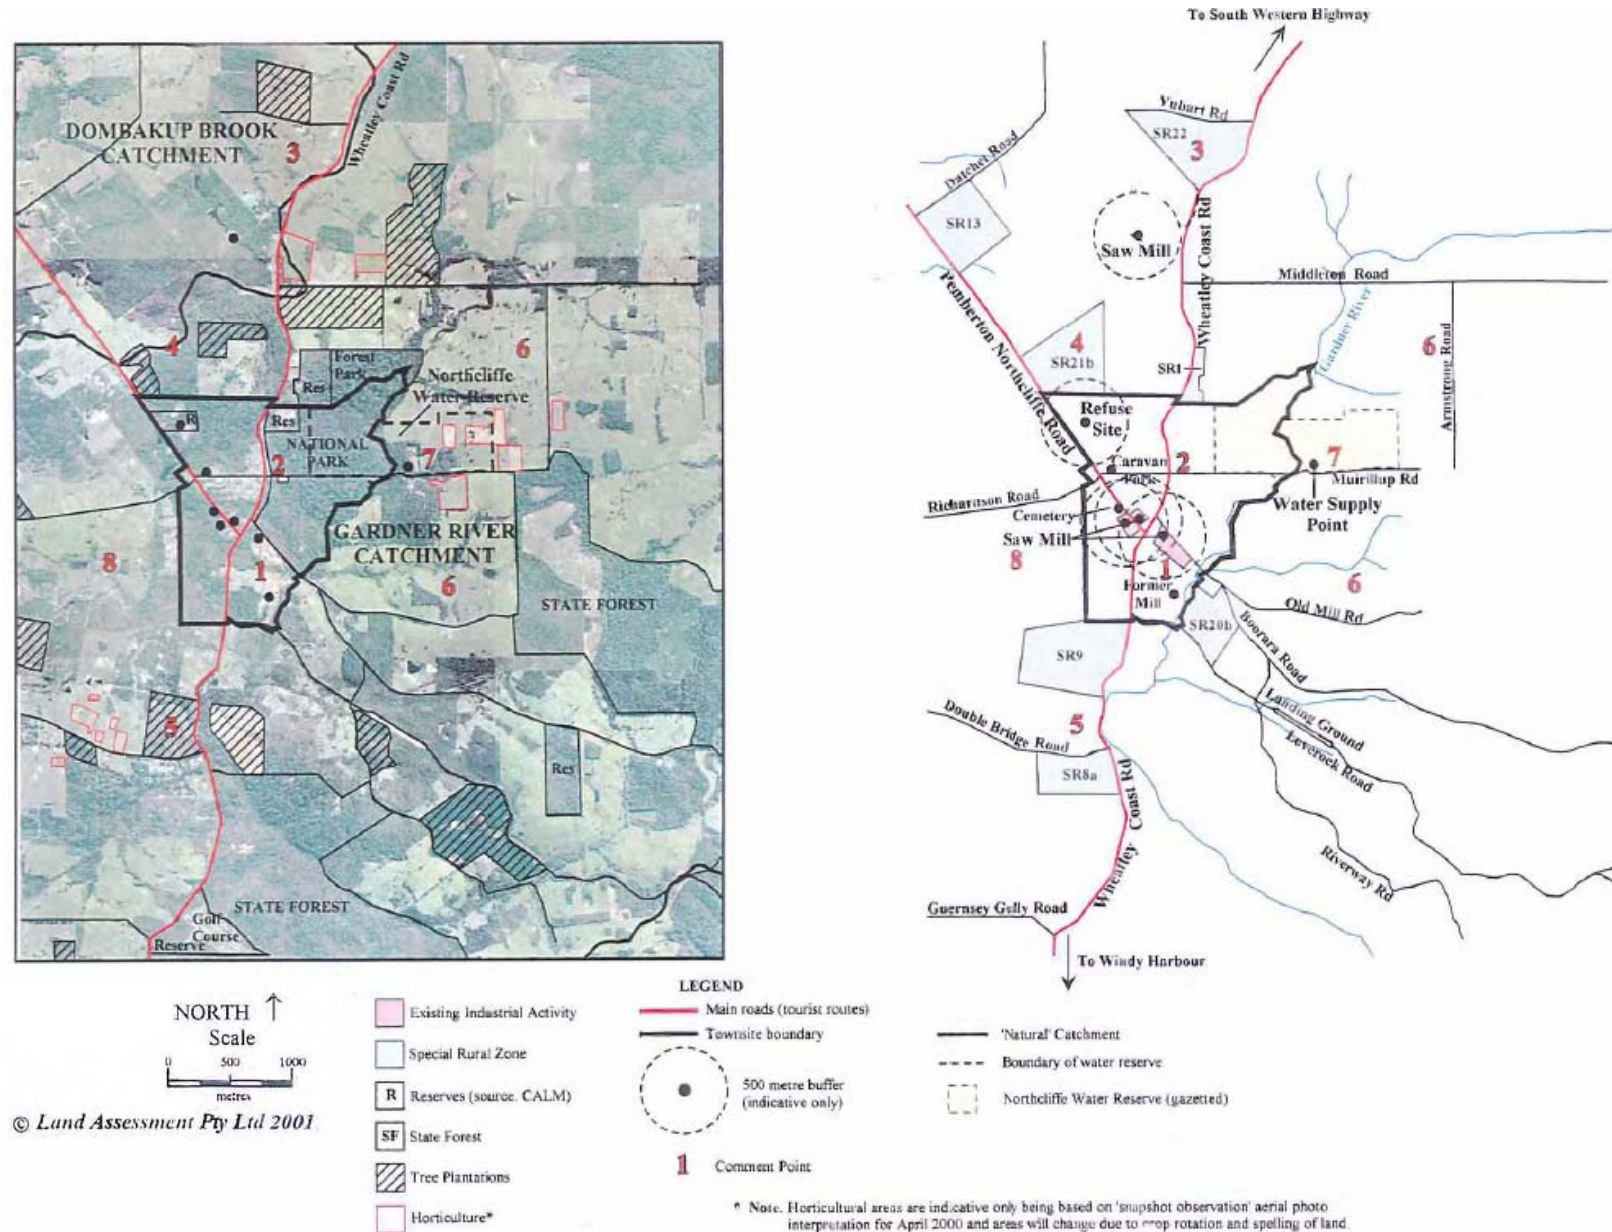 To South Western Highway
DOMBAKUP BROOK
CATCHMENT
Wheatley Coast Rd
3
4
Forest
Park
Res
6
Northcliffe
Water Reserve
R
Res
NATIONAL
PARK
2
7
GARDNER RIVER
CATCHMENT
8
1
6
STATE FOREST
5
Res
STATE FOREST
Golf
Course
Reserve
Datchet Road
SR22
3
SR13
Saw Mill
Wheatley Coast Rd
Middleton Road
Pemberton Northcliffe Road
4
SR21b
SR1
6
Armstrong Road
Refuse
Site
Caravan
Park
2
7
Muirillup Rd
Richardson Road
Cemetery
Water Supply
Point
Saw Mill
8
1
Former
Mill
6
Old Mill Rd
SR20b
Boorara Road
SR9
Landing Ground
Double Bridge Road
5
Leverock Road
SR8a
Wheatley Coast Rd
Riverway Rd
Guernsey Gully Road
To Windy Harbour
NORTH
Scale
0 500 1000
metres
© Land Assessment Pty Ltd 2001
LEGEND
Existing Industrial Activity
Special Rural Zone
R Reserves (source. CALM)
SF State Forest
Tree Plantations
Horticulture*
Main roads (tourist routes)
Townsite boundary
500 metre buffer
(indicative only)
1 Comment Point
'Natural' Catchment
Boundary of water reserve
Northcliffe Water Reserve (gazetted)
* Note. Horticultural areas are indicative only being based on 'snapshot observation' aerial photo
interpretation for April 2000 and areas will change due to crop rotation and spelling of land.